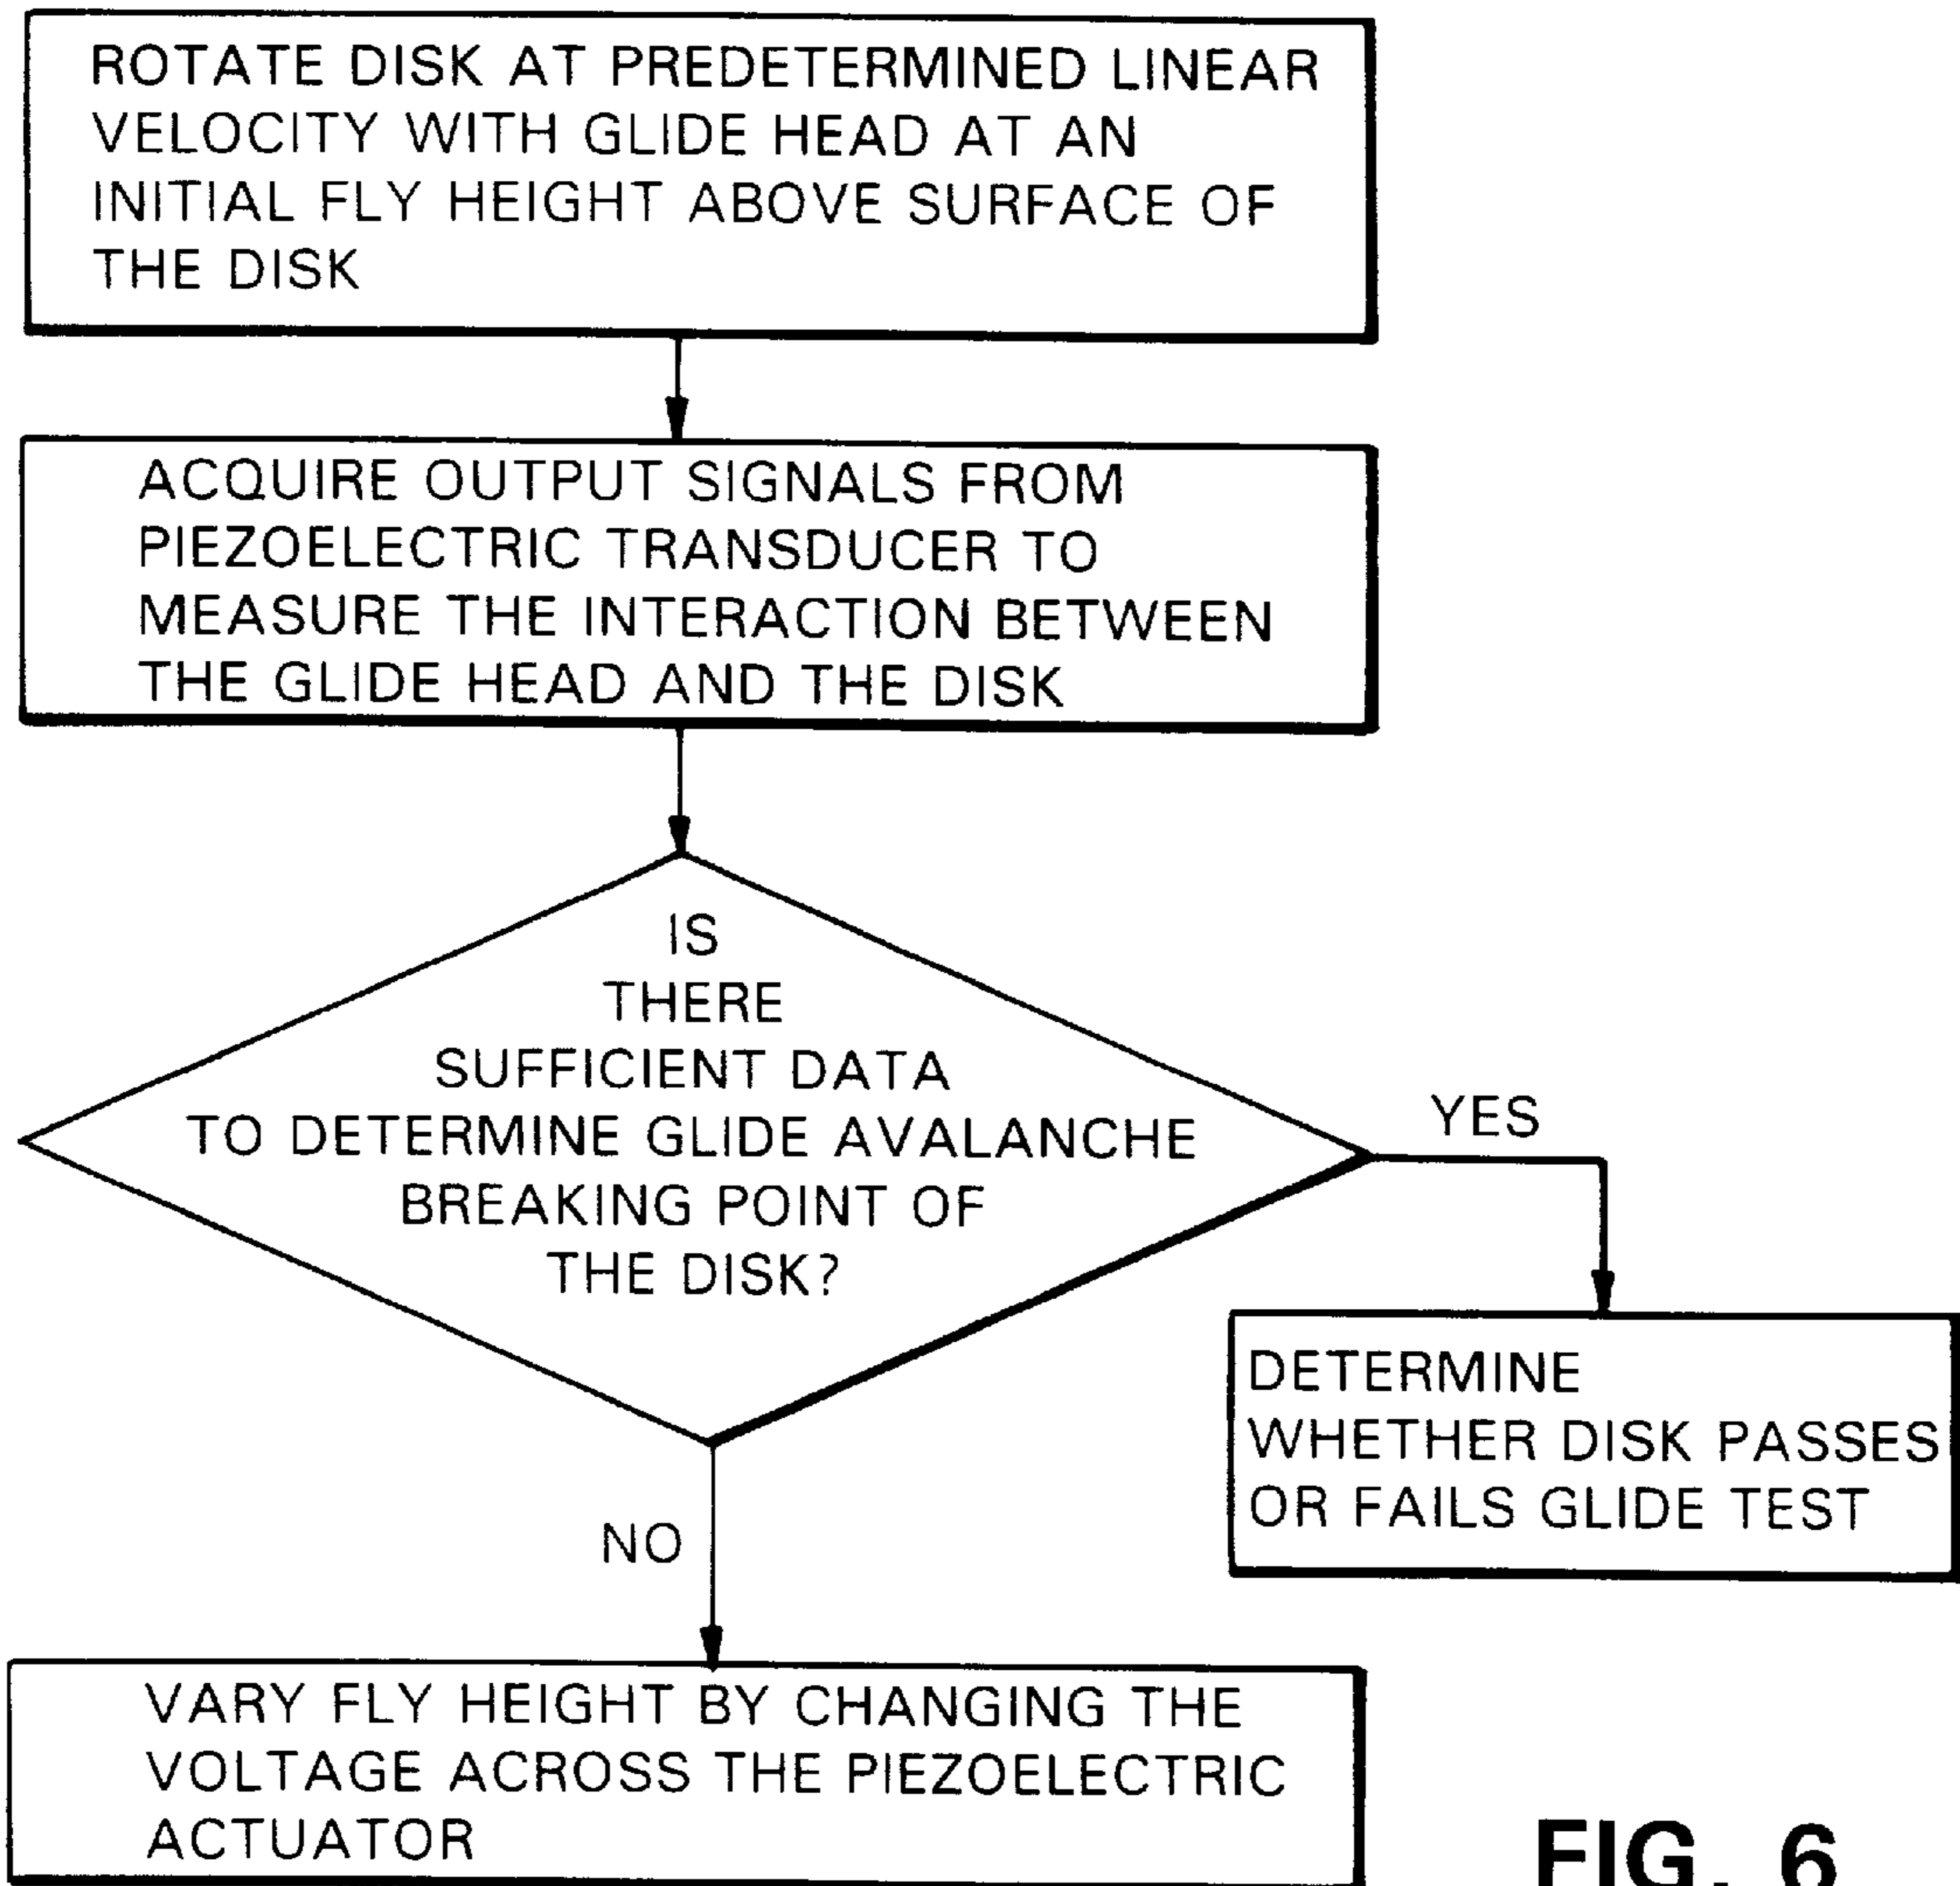 ROTATE DISK AT PREDETERMINED LINEAR
VELOCITY WITH GLIDE HEAD AT AN
INITIAL FLY HEIGHT ABOVE SURFACE OF
THE DISK
ACQUIRE OUTPUT SIGNALS FROM
PIEZOELECTRIC TRANSDUCER TO
MEASURE THE INTERACTION BETWEEN
THE GLIDE HEAD AND THE DISK
IS
THERE
SUFFICIENT DATA
TO DETERMINE GLIDE AVALANCHE
BREAKING POINT OF
THE DISK?
YES
DETERMINE
WHETHER DISK PASSES
OR FAILS GLIDE TEST
NO
VARY FLY HEIGHT BY CHANGING THE
VOLTAGE ACROSS THE PIEZOELECTRIC
ACTUATOR
FIG. 6